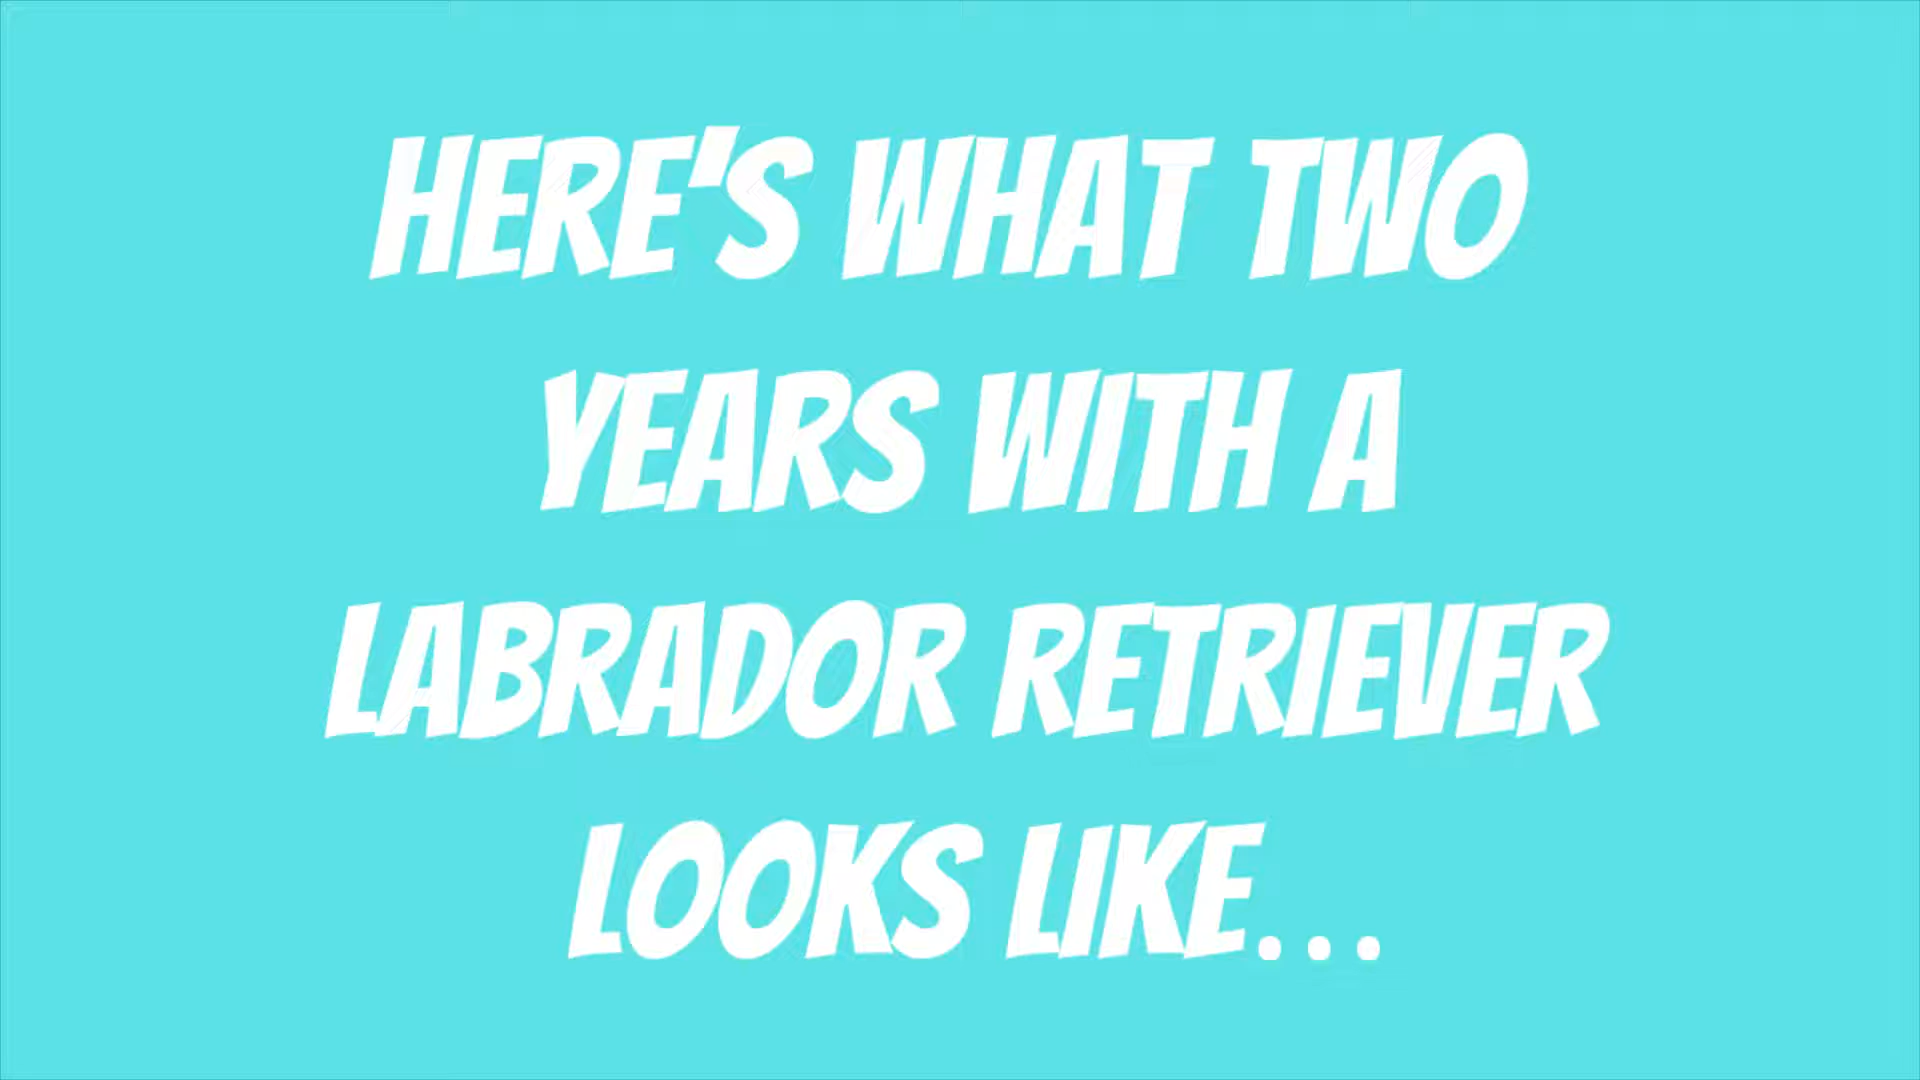 HERE'S WHAT TWO
YEARS WITH A
LABRADOR RETRIEVER
LOOKS LIKE...